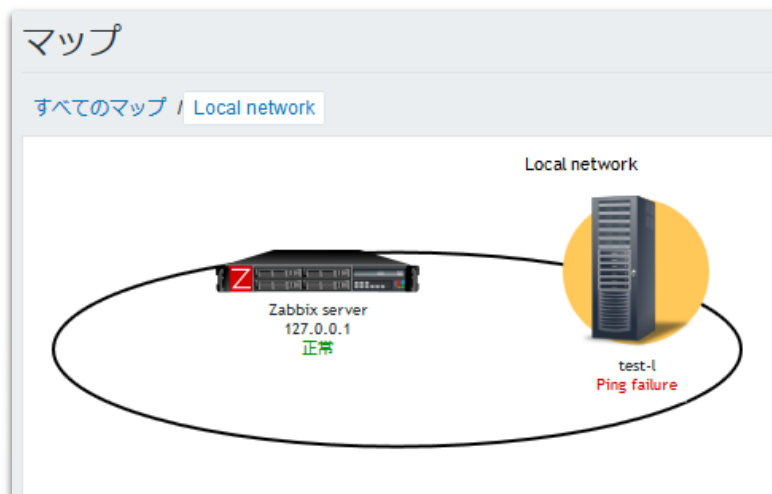 マップ
すべてのマップ / Local network
Local network
Z
Zabbix server
127.0.0.1
正常
test-l
Ping failure